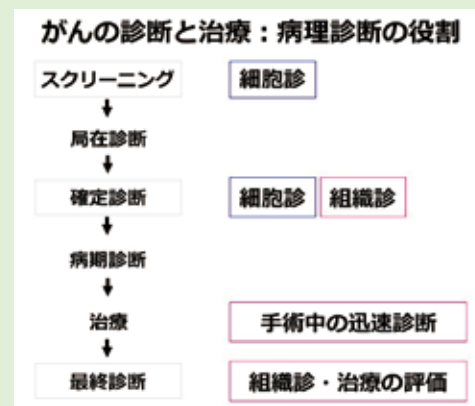 がんの診断と治療：病理診断の役割
スクリーニング 細胞診
局在診断
確定診断 細胞診 組織診
病期診断
治療 手術中の迅速診断
最終診断 組織診・治療の評価